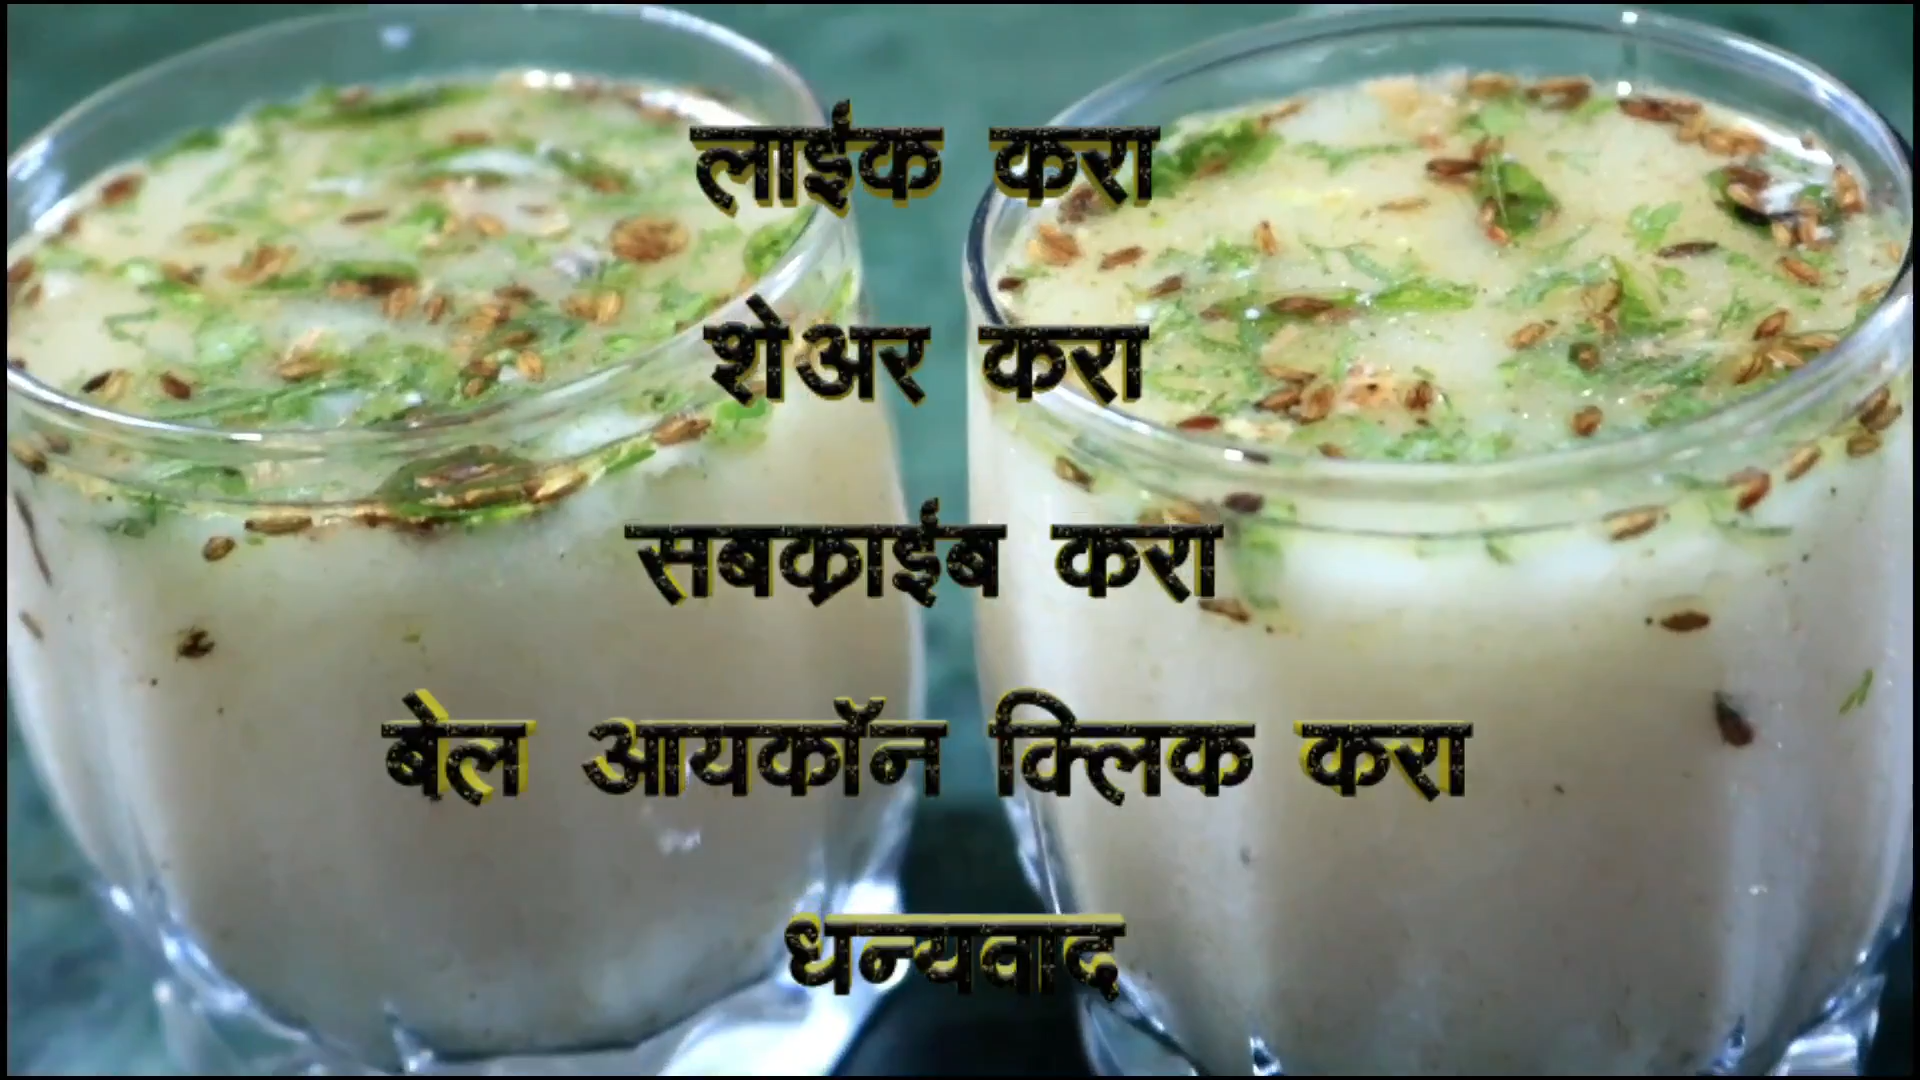 लाईक करा
शेअर करा
सबक्राईब करा
बेल आयकॉन क्लिक करा
धन्यवाद